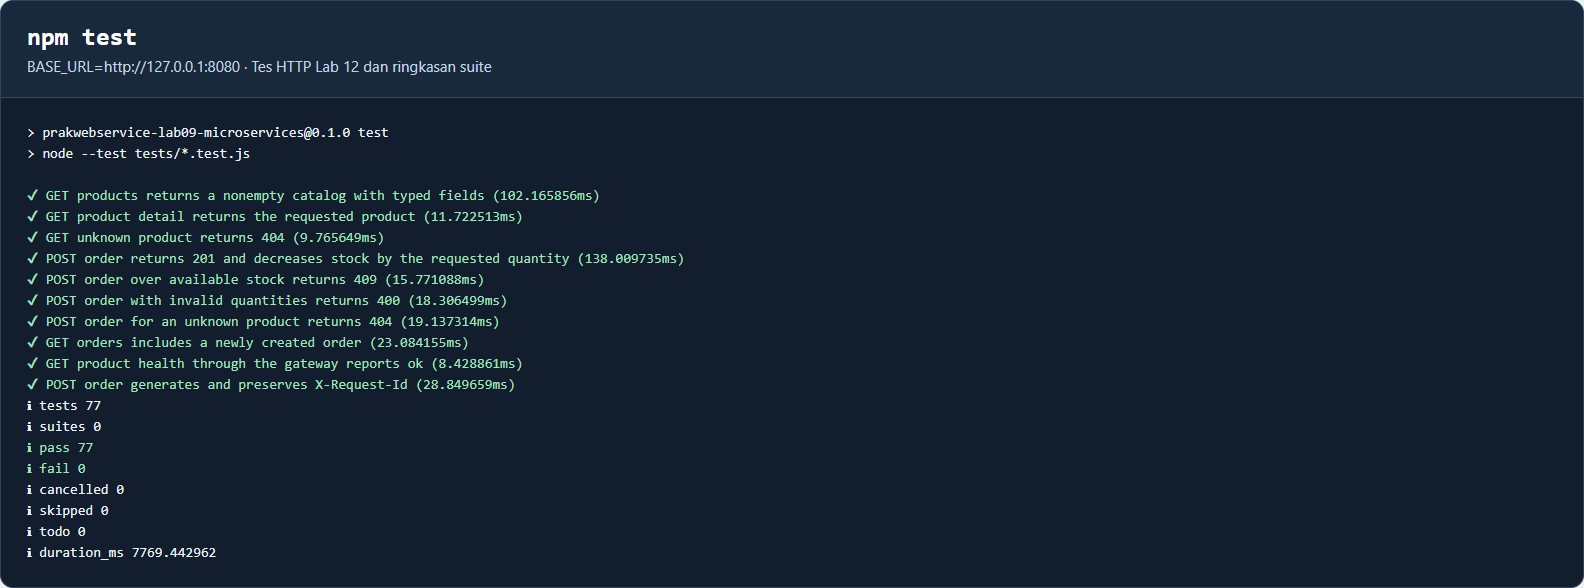 npm test
BASE_URL=http://127.0.0.1:8080 · Tes HTTP Lab 12 dan ringkasan suite
> prakwebservice-lab09-microservices@0.1.0 test
> node --test tests/*.test.js
✓ GET products returns a nonempty catalog with typed fields (102.165856ms)
✓ GET product detail returns the requested product (11.722513ms)
✓ GET unknown product returns 404 (9.765649ms)
✓ POST order returns 201 and decreases stock by the requested quantity (138.009735ms)
✓ POST order over available stock returns 409 (15.771088ms)
✓ POST order with invalid quantities returns 400 (18.306499ms)
✓ POST order for an unknown product returns 404 (19.137314ms)
✓ GET orders includes a newly created order (23.084155ms)
✓ GET product health through the gateway reports ok (8.428861ms)
✓ POST order generates and preserves X-Request-Id (28.849659ms)
ℹ tests 77
ℹ suites 0
ℹ pass 77
ℹ fail 0
ℹ cancelled 0
ℹ skipped 0
ℹ todo 0
ℹ duration_ms 7769.442962